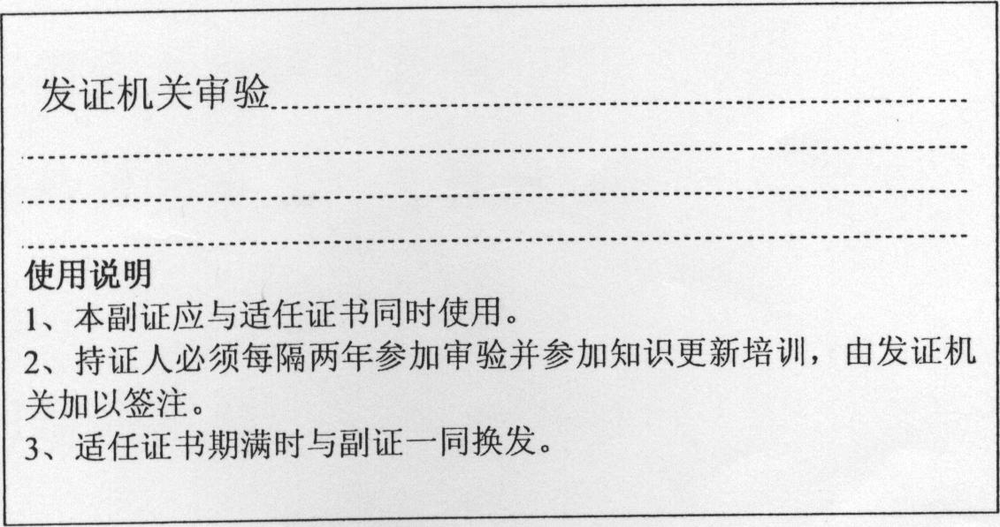 发证机关审验
使用说明
1、本副证应与适任证书同时使用。
2、持证人必须每隔两年参加审验并参加知识更新培训，由发证机
关加以签注。
3、适任证书期满时与副证一同换发。